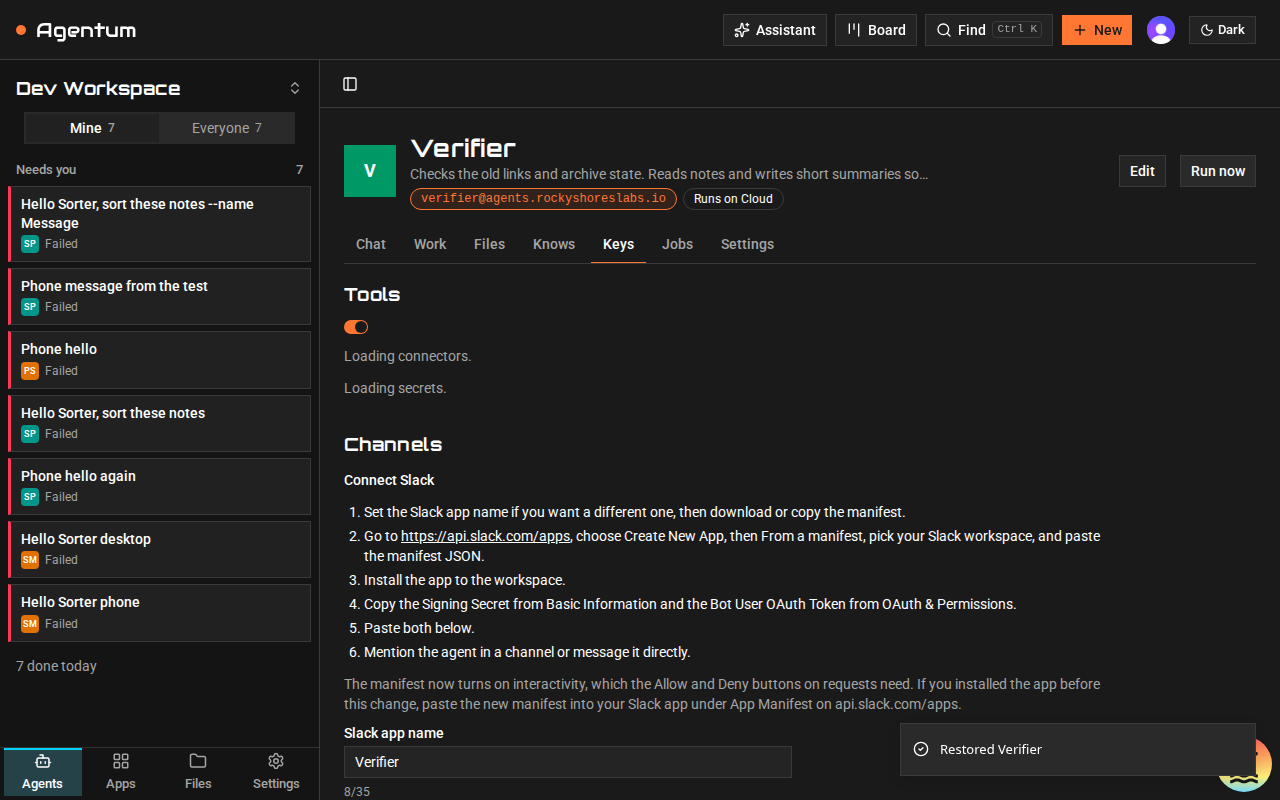 Agentum
Assistant
Board
Find Ctrl K
New
Dark
Dev Workspace
Mine 7
Everyone 7
Needs you 7
Hello Sorter, sort these notes --name
Message
SP Failed
Phone message from the test
SP Failed
Phone hello
PS Failed
Hello Sorter, sort these notes
SP Failed
Phone hello again
SP Failed
Hello Sorter desktop
SM Failed
Hello Sorter phone
SM Failed
7 done today
Agents
Apps
Files
Settings
V
Verifier
Checks the old links and archive state. Reads notes and writes short summaries so…
verifier@agents.rockyshoreslabs.io
Runs on Cloud
Edit
Run now
Chat
Work
Files
Knows
Keys
Jobs
Settings
Tools
Loading connectors.
Loading secrets.
Channels
Connect Slack
1. Set the Slack app name if you want a different one, then download or copy the manifest.
2. Go to https://api.slack.com/apps, choose Create New App, then From a manifest, pick your Slack workspace, and paste
the manifest JSON.
3. Install the app to the workspace.
4. Copy the Signing Secret from Basic Information and the Bot User OAuth Token from OAuth & Permissions.
5. Paste both below.
6. Mention the agent in a channel or message it directly.
The manifest now turns on interactivity, which the Allow and Deny buttons on requests need. If you installed the app before
this change, paste the new manifest into your Slack app under App Manifest on api.slack.com/apps.
Slack app name
Verifier
8/35
Restored Verifier